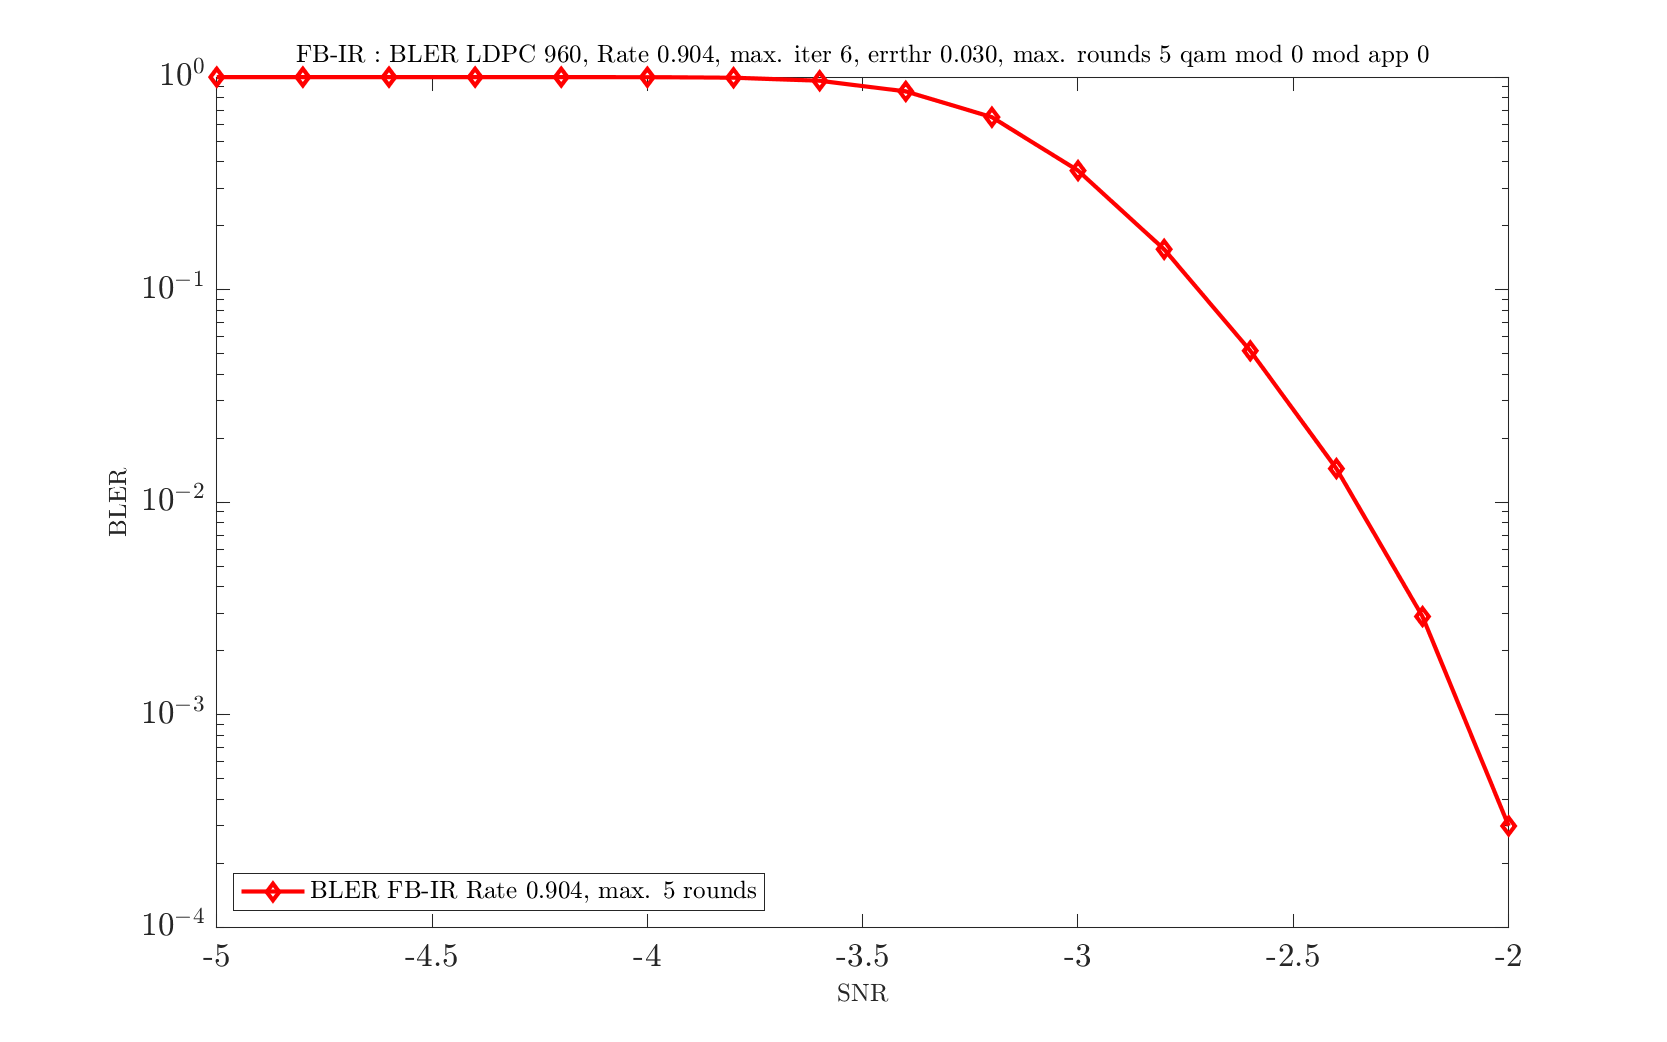 FB-IR : BLER LDPC 960, Rate 0.904, max. iter 6, errthr 0.030, max. rounds 5 qam mod 0 mod app 0
10^0
10^-1
10^-2
10^-3
10^-4
BLER
BLER FB-IR Rate 0.904, max. 5 rounds
-5 -4.5 -4 -3.5 -3 -2.5 -2
SNR